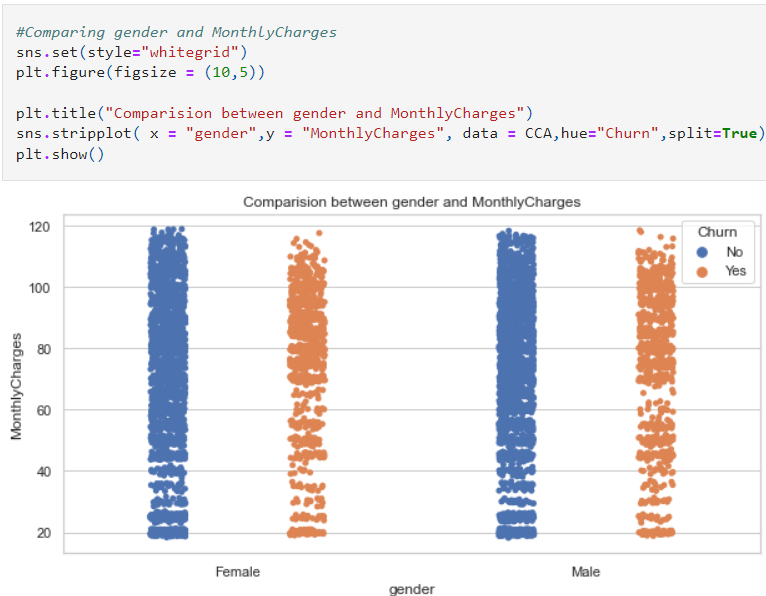 #Comparing gender and MonthlyCharges
sns.set(style="whitegrid")
plt.figure(figsize = (10,5))
plt.title("Comparision between gender and MonthlyCharges")
sns.stripplot( x = "gender",y = "MonthlyCharges", data = CCA,hue="Churn",split=True)
plt.show()
Comparision between gender and MonthlyCharges
Churn
No
Yes
120
100
80
60
40
20
MonthlyCharges
Female Male
gender